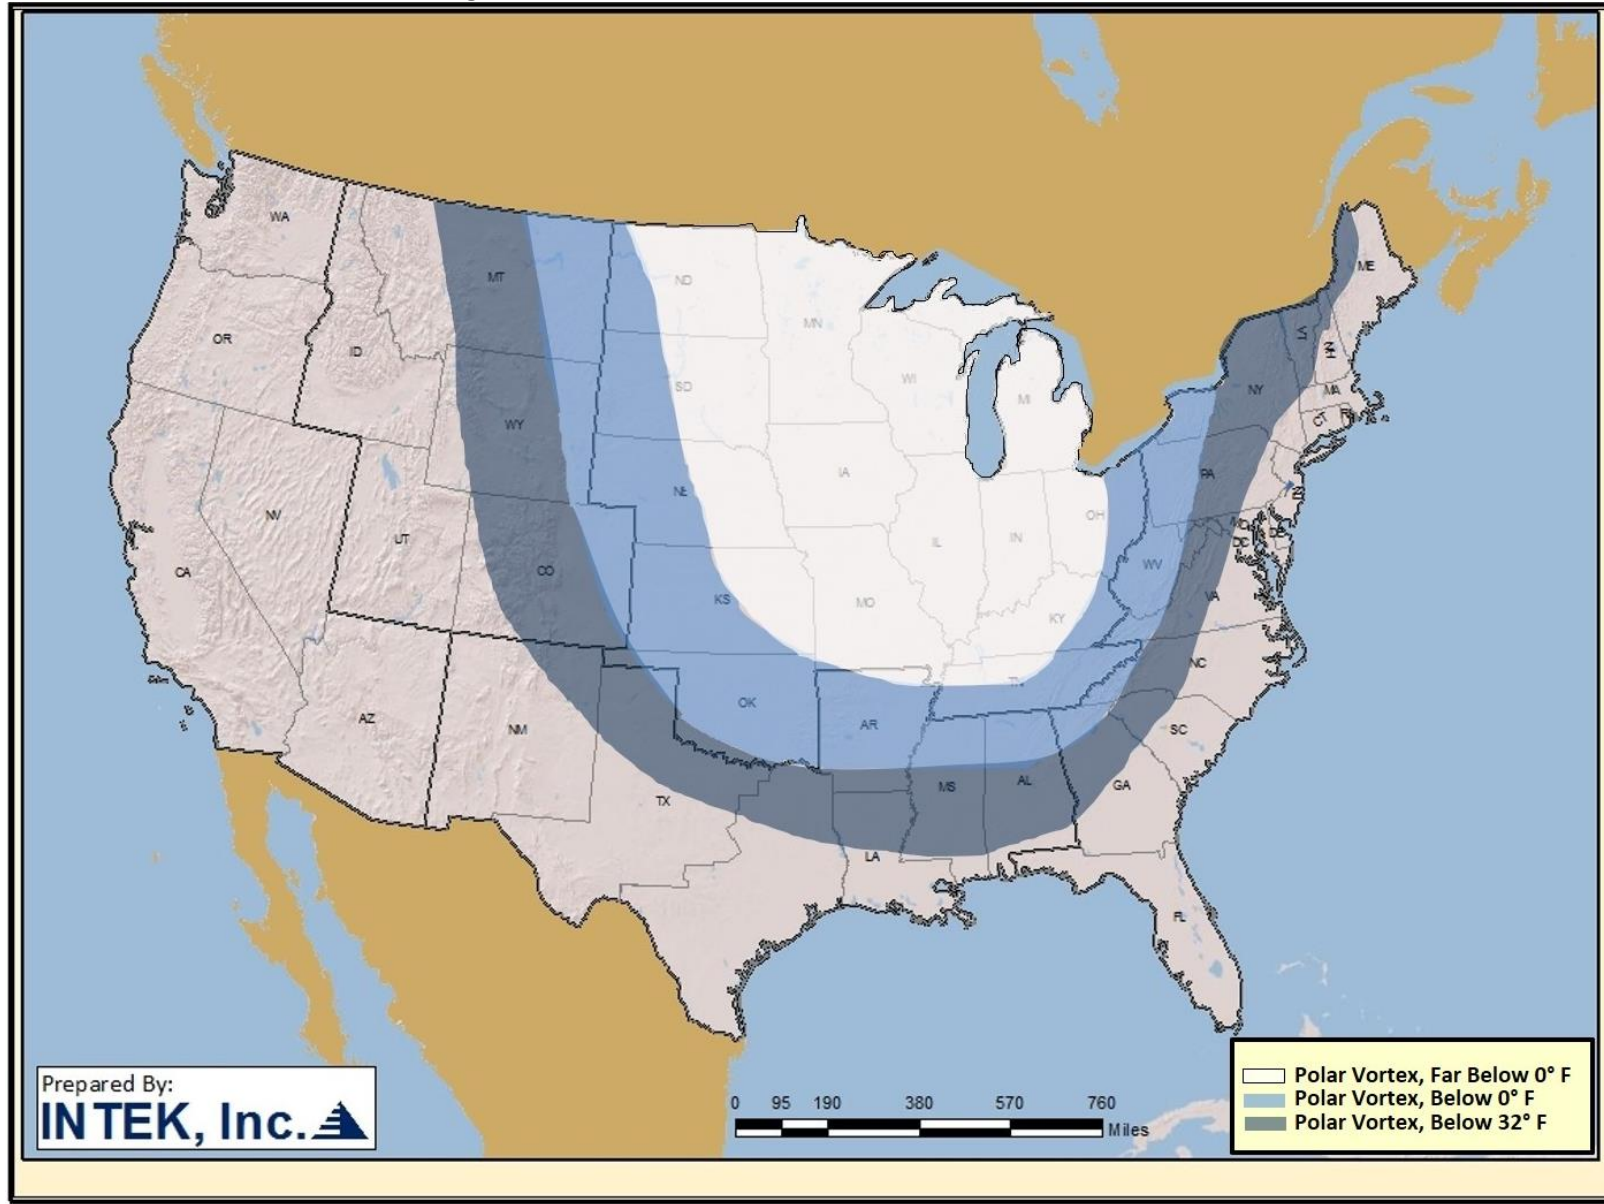 WA
MT
ND
ME
MN
VT
OR
ID
NH
WI
SD
MI
NY
MA
WY
CT
RI
IA
PA
NE
NJ
OH
NV
MD
DE
UT
IL
IN
DC
CO
WV
CA
KS
MO
VA
KY
NC
TN
OK
AZ
AR
NM
SC
MS
AL
GA
TX
LA
FL
Prepared By:
INTEK, Inc.
0 95 190 380 570 760
Miles
Polar Vortex, Far Below 0° F
Polar Vortex, Below 0° F
Polar Vortex, Below 32° F